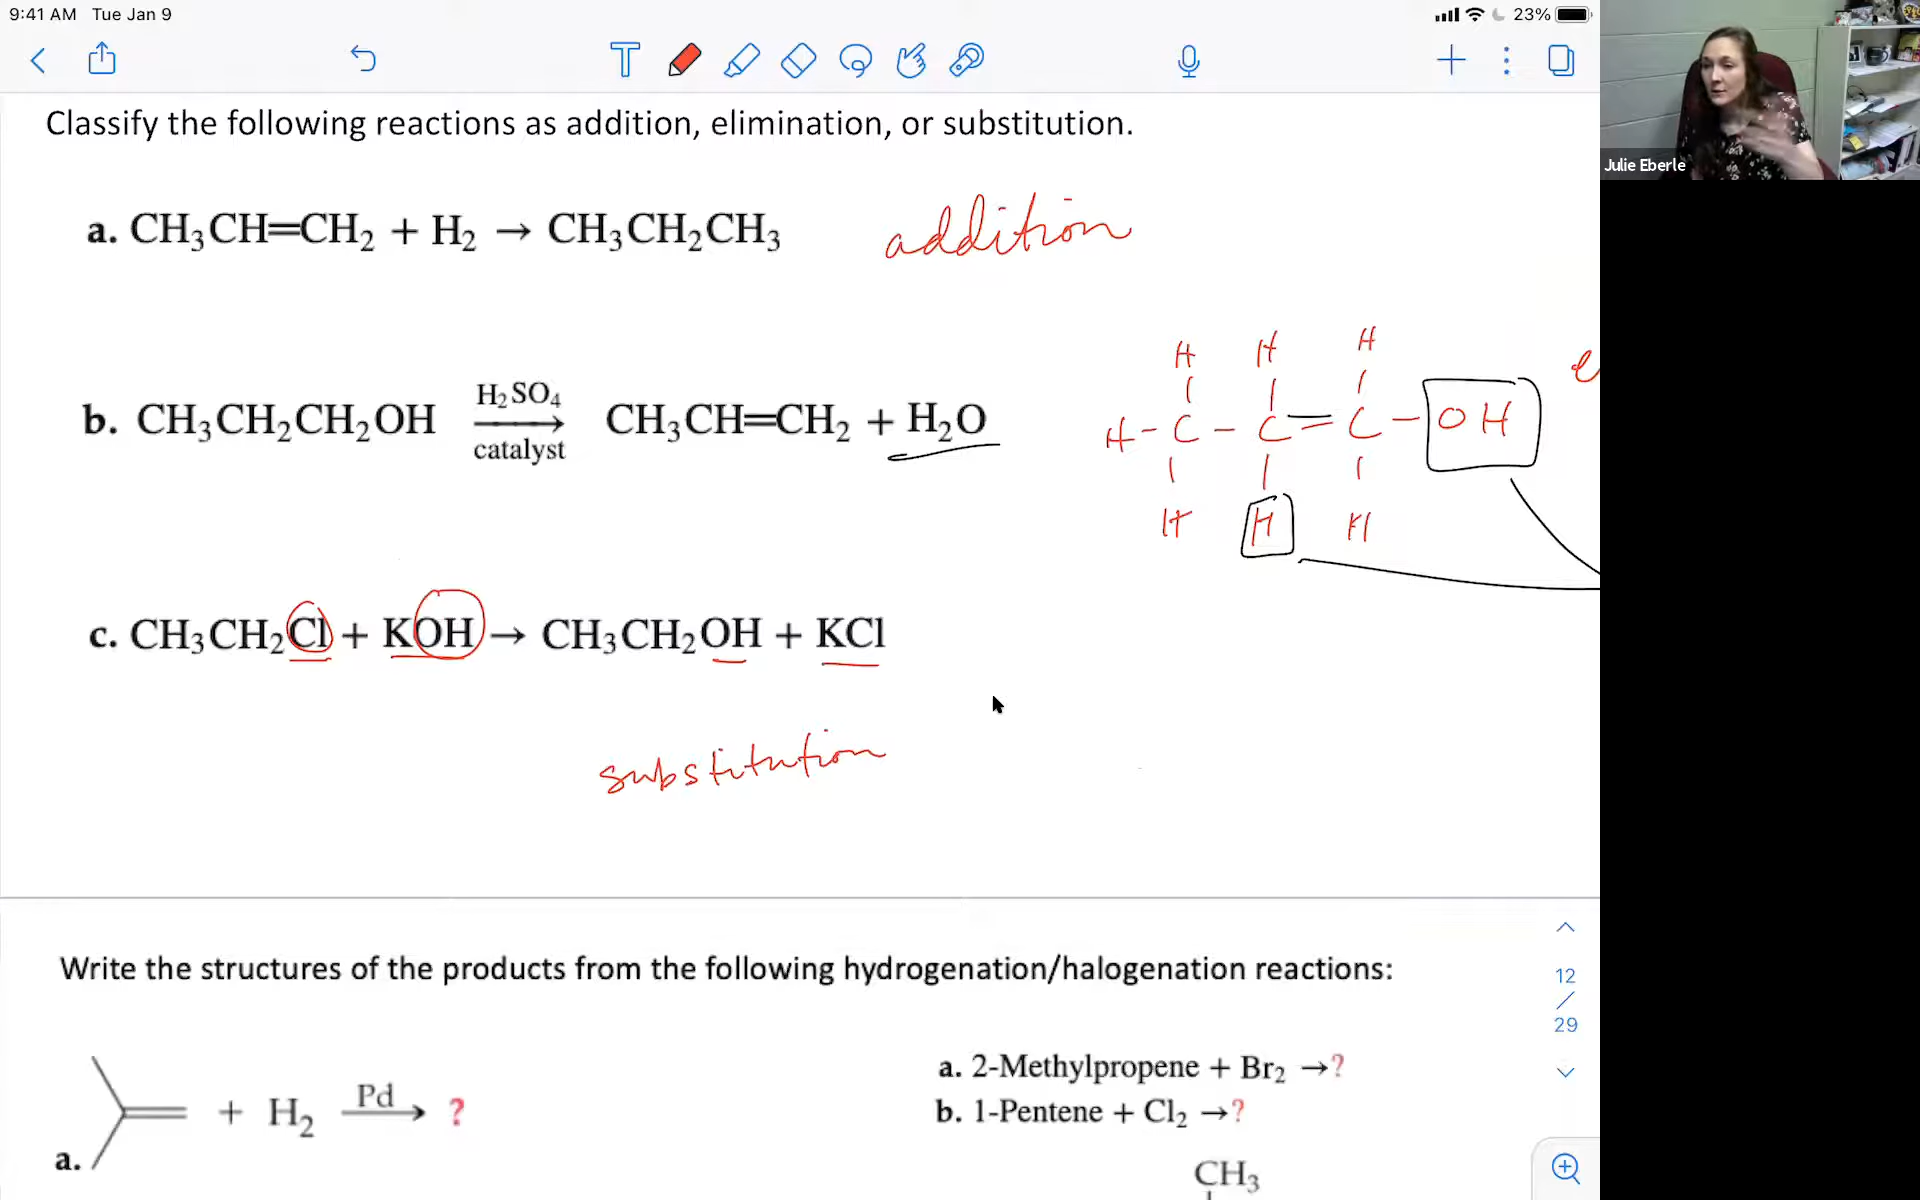 9:41 AM Tue Jan 9 23%
Julie Eberle
Classify the following reactions as addition, elimination, or substitution.
a. CH₃CH=CH₂ + H₂ → CH₃CH₂CH₃ addition
H H H
b. CH₃CH₂CH₂OH H₂SO₄ → catalyst CH₃CH=CH₂ + H₂O
H-C-C=C-OH e
H H H
c. CH₃CH₂Cl + KOH → CH₃CH₂OH + KCl
substitution
Write the structures of the products from the following hydrogenation/halogenation reactions:
12
/
29
a. + H₂ Pd → ?
a. 2-Methylpropene + Br₂ →?
b. 1-Pentene + Cl₂ →?
CH₃